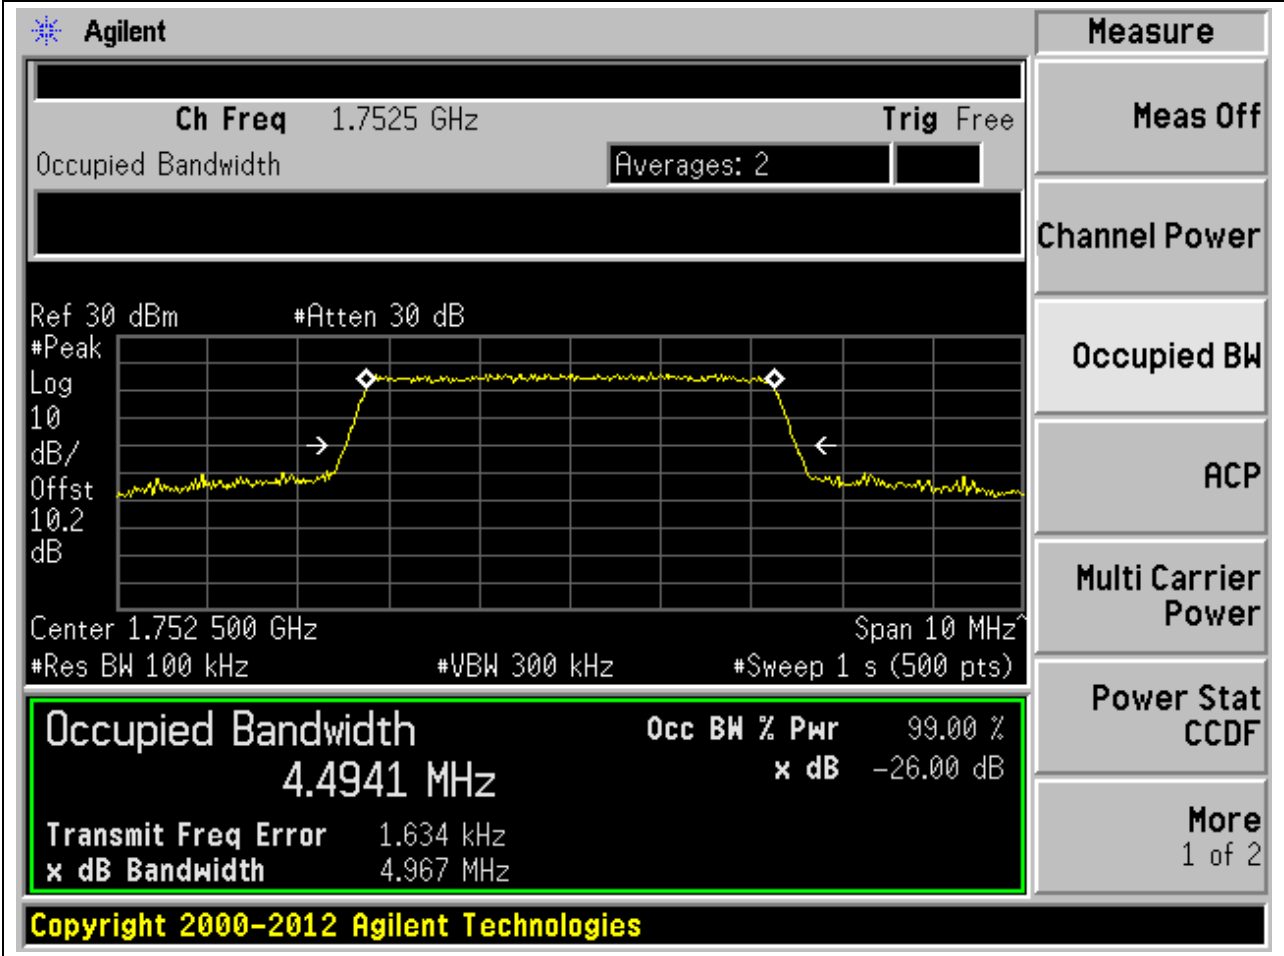 Agilent
Measure
Ch Freq 1.7525 GHz Trig Free
Occupied Bandwidth Averages: 2
Meas Off
Channel Power
Occupied BW
ACP
Multi Carrier
Power
Power Stat
CCDF
More
1 of 2
Ref 30 dBm #Atten 30 dB
#Peak
Log
10
dB/
Offst
10.2
dB
Center 1.752 500 GHz Span 10 MHz^
#Res BW 100 kHz #VBW 300 kHz #Sweep 1 s (500 pts)
Occupied Bandwidth Occ BW % Pwr 99.00 %
4.4941 MHz x dB -26.00 dB
Transmit Freq Error 1.634 kHz
x dB Bandwidth 4.967 MHz
Copyright 2000-2012 Agilent Technologies